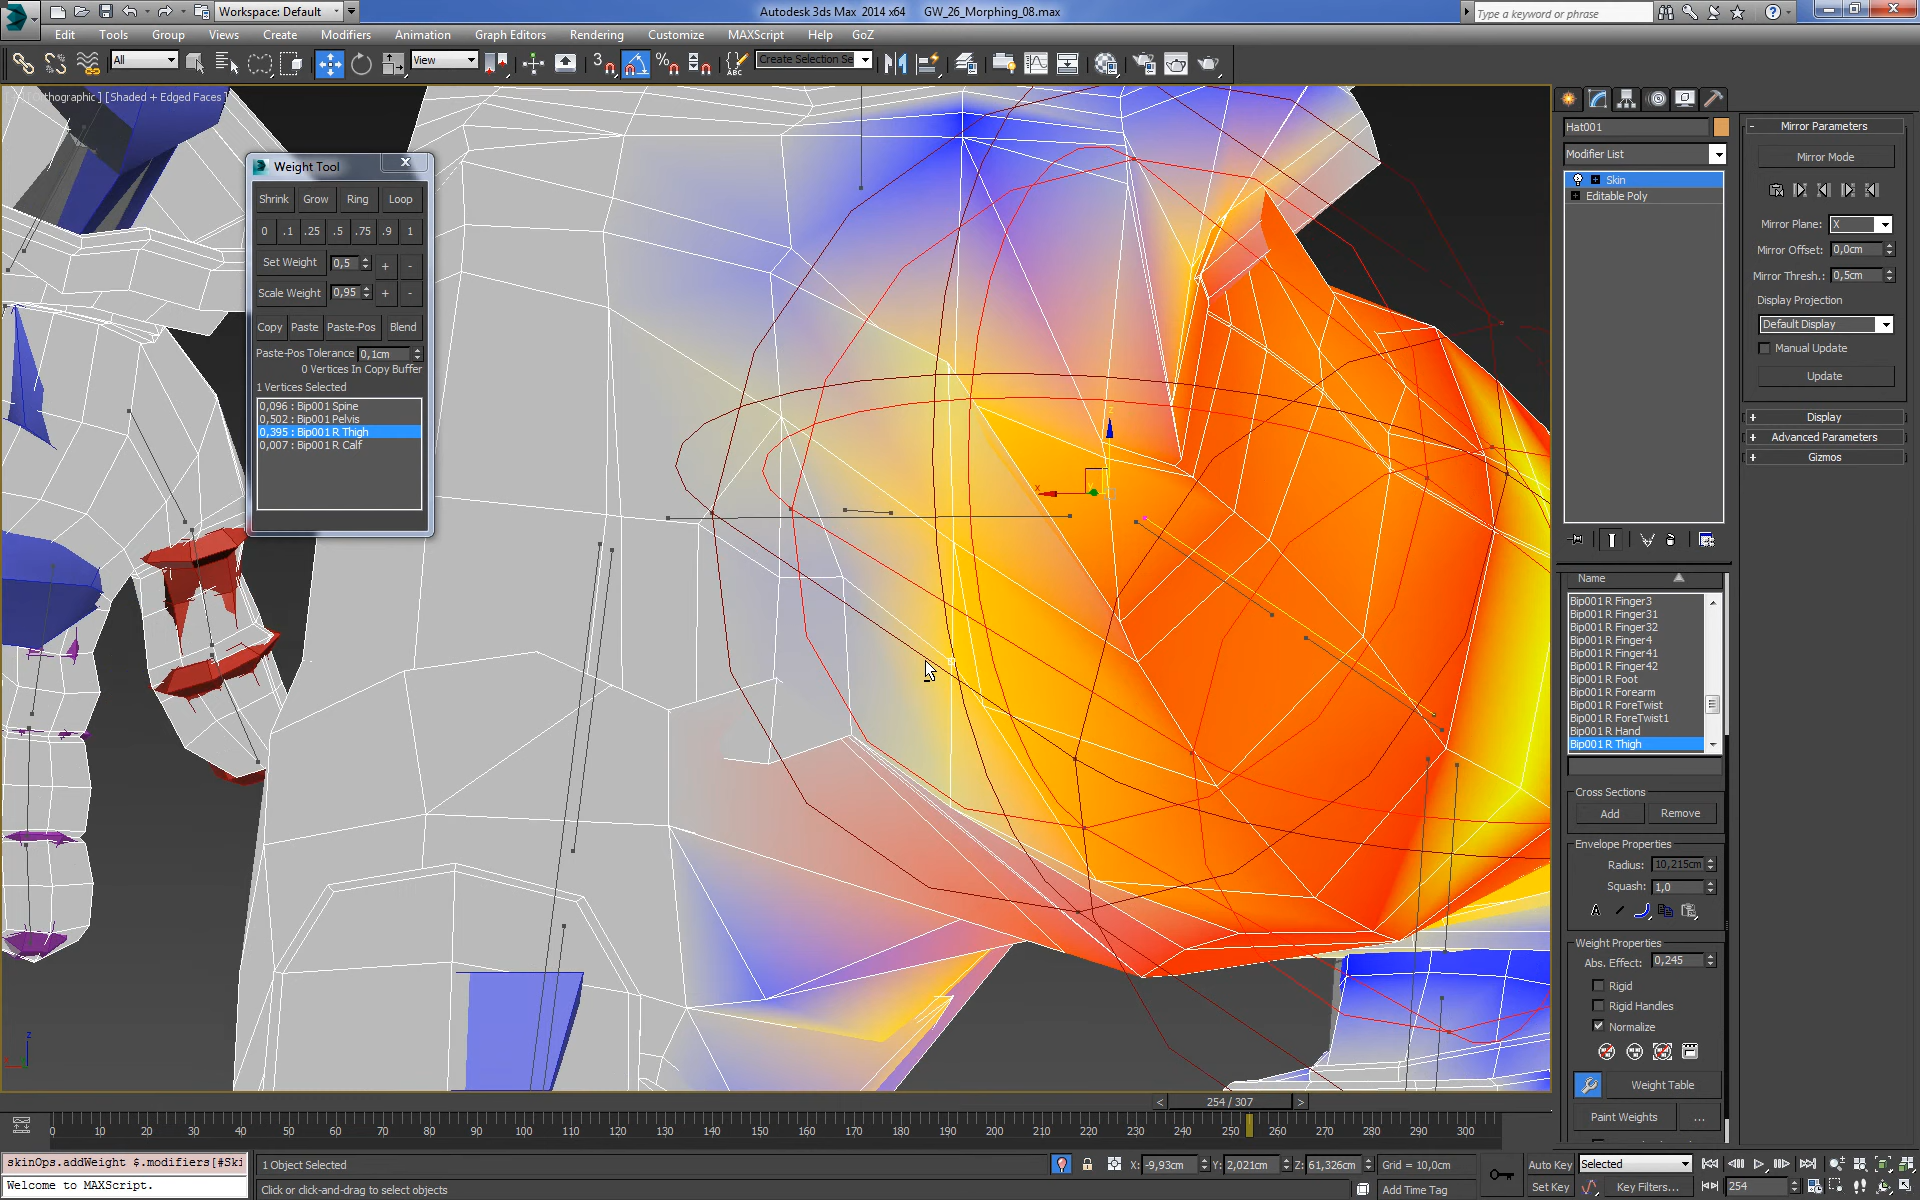 Workspace: Default
Autodesk 3ds Max 2014 x64 GW_26_Morphing_08.max
Type a keyword or phrase
Edit Tools Group Views Create Modifiers Animation Graph Editors Rendering Customize MAXScript Help GoZ
All
View
Create Selection Se
Orthographic ] [Shaded + Edged Faces ]
Weight Tool
Shrink Grow Ring Loop
0 .1 .25 .5 .75 .9 1
Set Weight 0,5 + -
Scale Weight 0,95 + -
Copy Paste Paste-Pos Blend
Paste-Pos Tolerance 0,1cm
0 Vertices In Copy Buffer
1 Vertices Selected
0,096 : Bip001 Spine
0,502 : Bip001 Pelvis
0,395 : Bip001 R Thigh
0,007 : Bip001 R Calf
z
x
Hat001
Modifier List
Skin
Editable Poly
Name
Bip001 R Finger3
Bip001 R Finger31
Bip001 R Finger32
Bip001 R Finger4
Bip001 R Finger41
Bip001 R Finger42
Bip001 R Foot
Bip001 R Forearm
Bip001 R ForeTwist
Bip001 R ForeTwist1
Bip001 R Hand
Bip001 R Thigh
Cross Sections
Add Remove
Envelope Properties
Radius: 10,215cm
Squash: 1,0
Weight Properties
Abs. Effect: 0,245
Rigid
Rigid Handles
Normalize
Weight Table
Paint Weights ...
Mirror Parameters
Mirror Mode
Mirror Plane: X
Mirror Offset: 0,0cm
Mirror Thresh.: 0,5cm
Display Projection
Default Display
Manual Update
Update
Display
Advanced Parameters
Gizmos
z
< 254 / 307 >
0 10 20 30 40 50 60 70 80 90 100 110 120 130 140 150 160 170 180 190 200 210 220 230 240 250 260 270 280 290 300
skinOps.addWeight $.modifiers[#Ski
Welcome to MAXScript.
1 Object Selected
Click or click-and-drag to select objects
X: -9,93cm Y: 2,021cm Z: 61,326cm Grid = 10,0cm
Add Time Tag
Auto Key Selected
Set Key Key Filters... 254